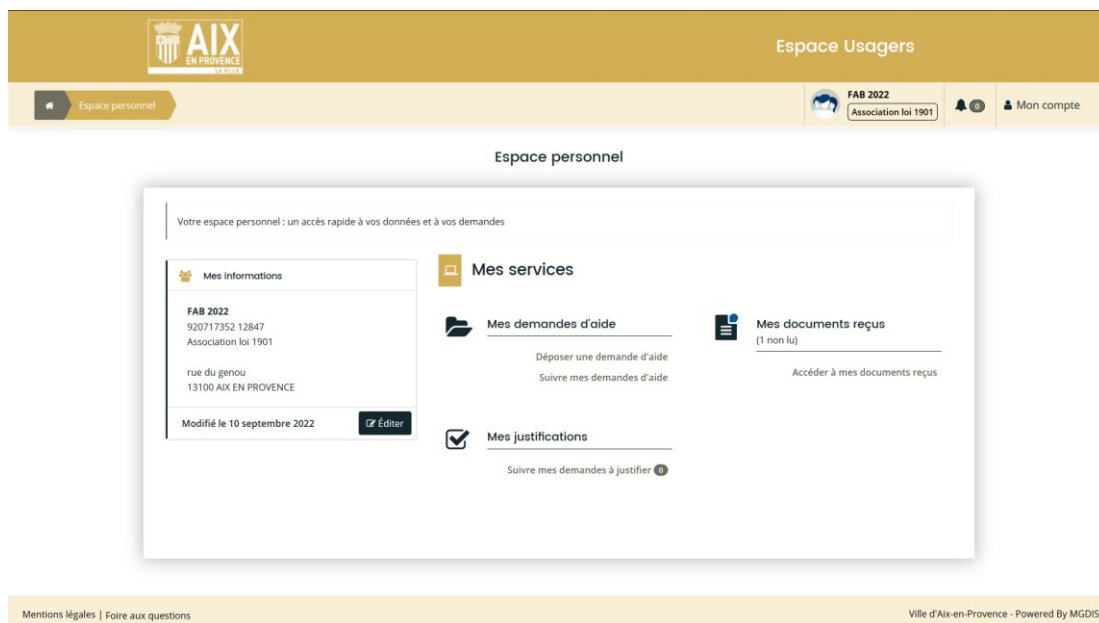 AIX
EN PROVENCE
LA VILLE
Espace Usagers
Espace personnel
FAB 2022
Association loi 1901
0
Mon compte
Espace personnel
Votre espace personnel : un accès rapide à vos données et à vos demandes
Mes informations
FAB 2022
920717352 12847
Association loi 1901
rue du genou
13100 AIX EN PROVENCE
Modifié le 10 septembre 2022
Éditer
Mes services
Mes demandes d'aide
Déposer une demande d'aide
Suivre mes demandes d'aide
Mes documents reçus
(1 non lu)
Accéder à mes documents reçus
Mes justifications
Suivre mes demandes à justifier 0
Mentions légales | Foire aux questions
Ville d'Aix-en-Provence - Powered By MGDIS